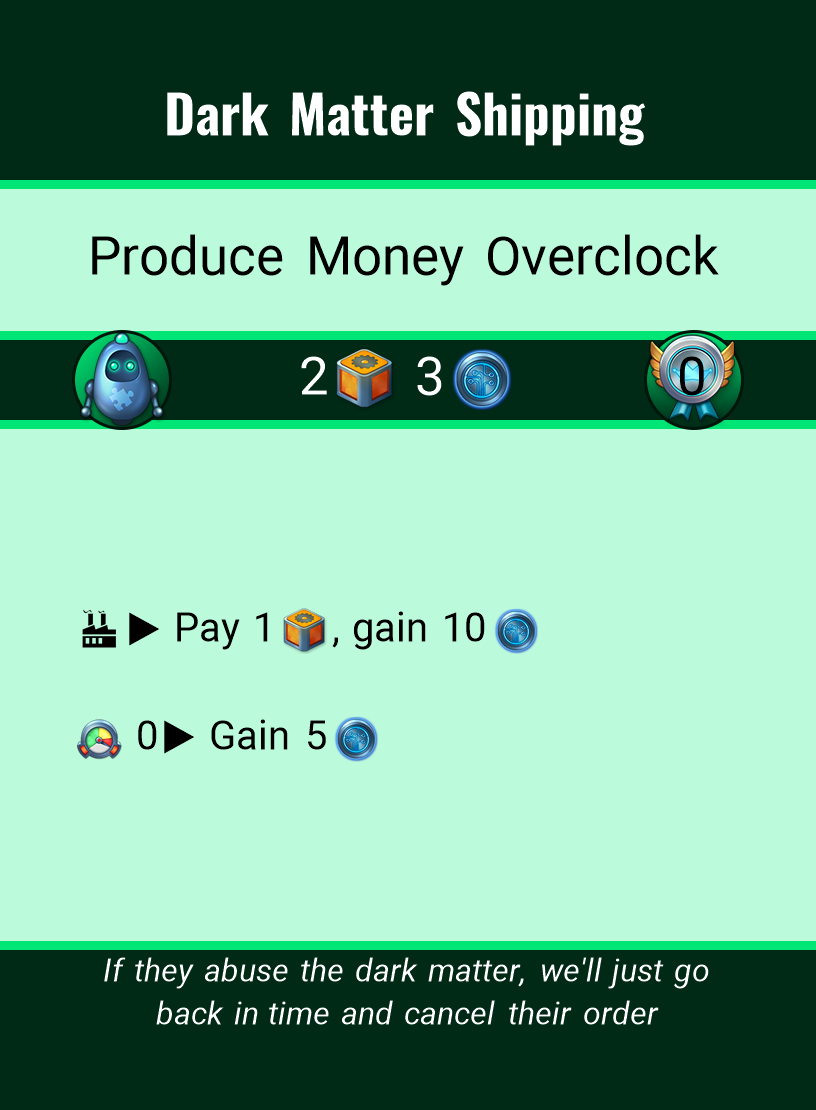 Dark Matter Shipping
Produce Money Overclock
2 3 0
Pay 1 , gain 10
0 Gain 5
If they abuse the dark matter, we'll just go
back in time and cancel their order